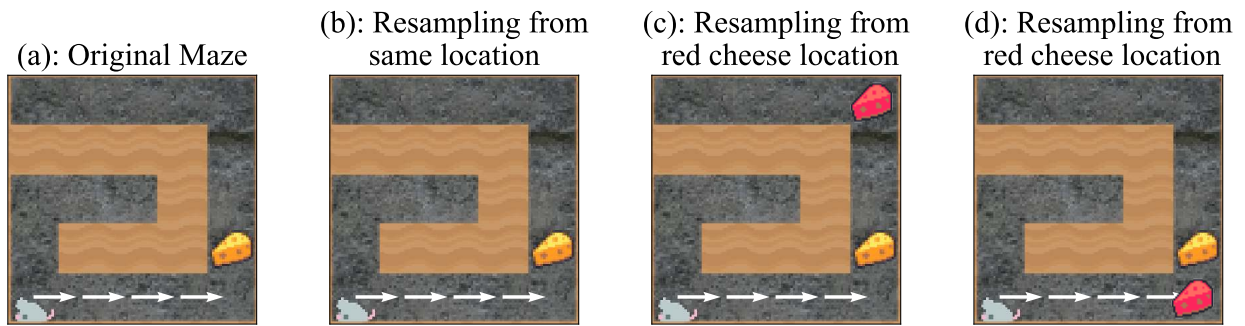 (a): Original Maze
(b): Resampling from
same location
(c): Resampling from
red cheese location
(d): Resampling from
red cheese location